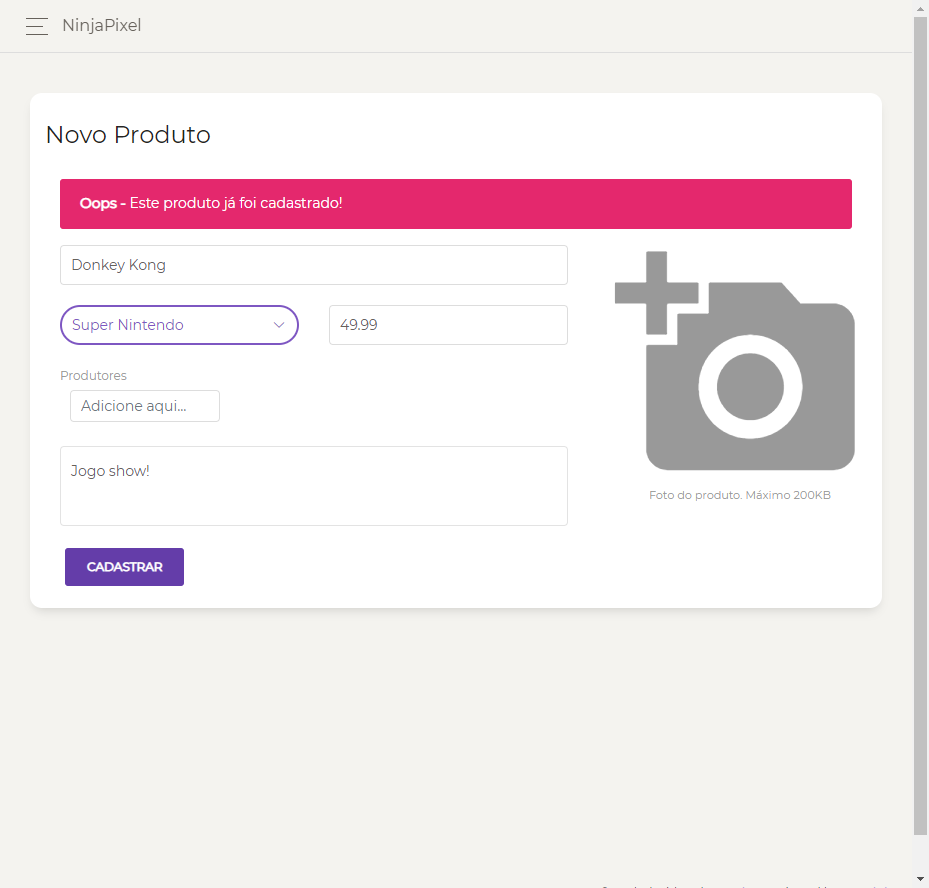 NinjaPixel
Novo Produto
Oops - Este produto já foi cadastrado!
Donkey Kong
Super Nintendo
49.99
Produtores
Adicione aqui...
Jogo show!
Foto do produto. Máximo 200KB
CADASTRAR